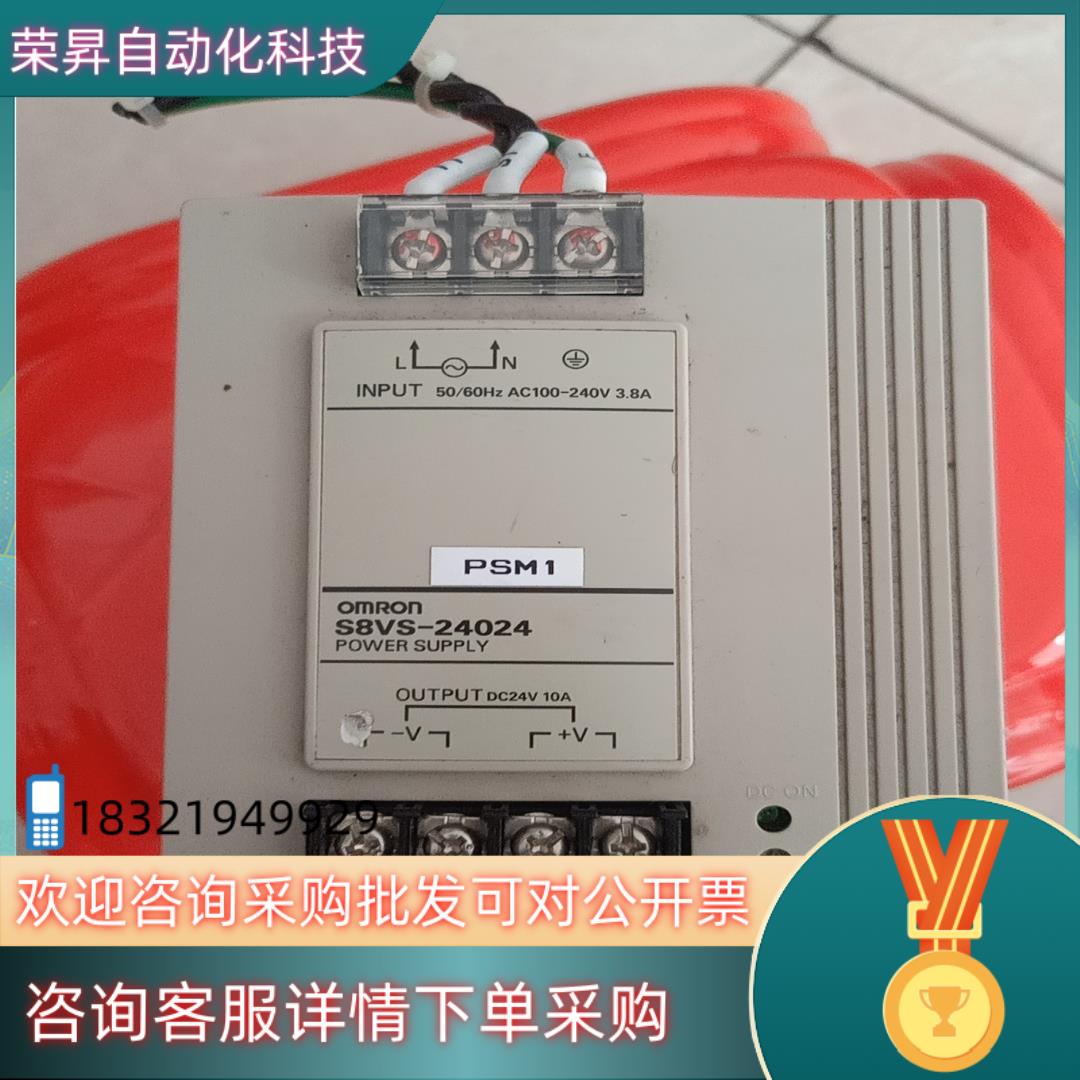 荣昇自动化科技
L N
INPUT 50/60Hz AC100-240V 3.8A
PSM1
OMRON
S8VS-24024
POWER SUPPLY
OUTPUT DC24V 10A
-V +V
DC ON
18321949929
欢迎咨询采购批发可对公开票
咨询客服详情下单采购